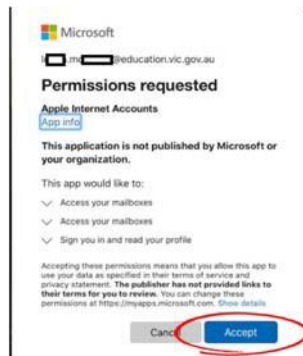 Microsoft
@education.vic.gov.au
Permissions requested
Apple Internet Accounts
App info
This application is not published by Microsoft or
your organization.
This app would like to:
Access your mailboxes
Access your mailboxes
Sign you in and read your profile
Accepting these permissions means that you allow this app to
use your data as specified in their terms of service and
privacy statement. The publisher has not provided links to
their terms for you to review. You can change these
permissions at https://myapps.microsoft.com. Show details
Cancel
Accept